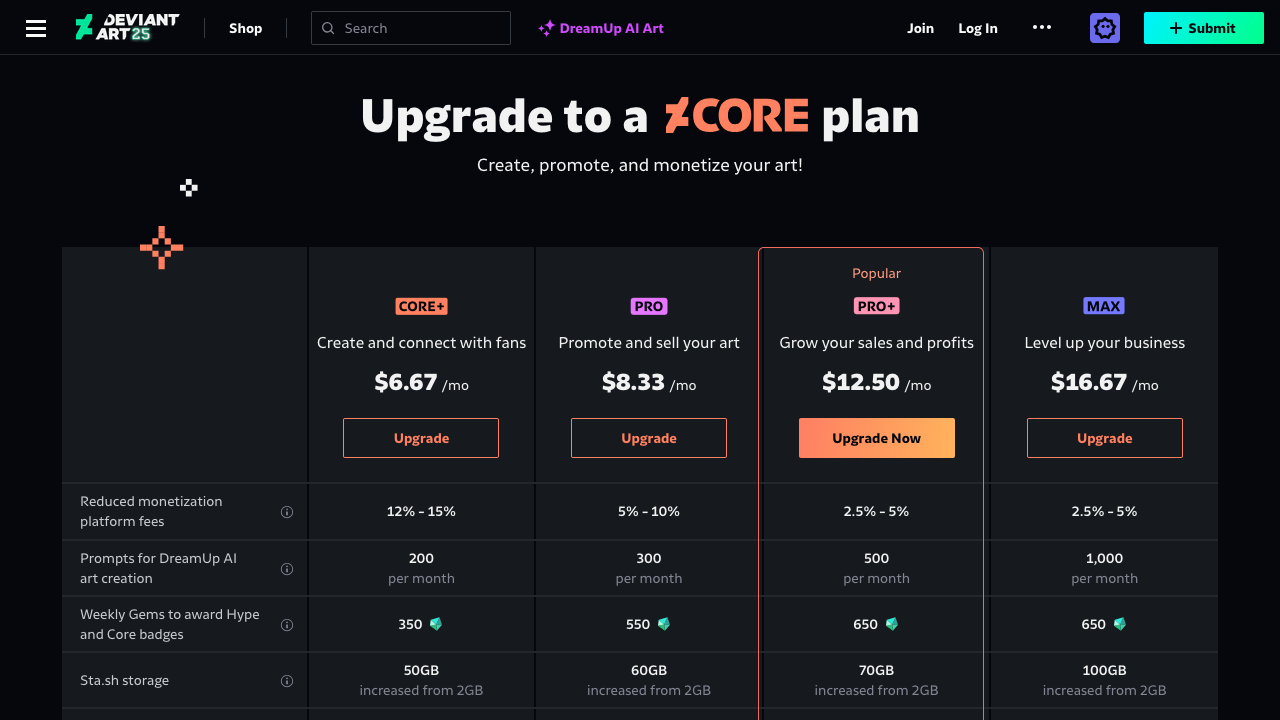 DEVIANT ART 25
Shop
Search
DreamUp AI Art
Join
Log In
Submit
Upgrade to a CORE plan
Create, promote, and monetize your art!
Popular
CORE+
PRO
PRO+
MAX
Create and connect with fans
Promote and sell your art
Grow your sales and profits
Level up your business
$6.67 /mo
$8.33 /mo
$12.50 /mo
$16.67 /mo
Upgrade
Upgrade
Upgrade Now
Upgrade
Reduced monetization
platform fees
12% - 15%
5% - 10%
2.5% - 5%
2.5% - 5%
Prompts for DreamUp AI
art creation
200
per month
300
per month
500
per month
1,000
per month
Weekly Gems to award Hype
and Core badges
350
550
650
650
Sta.sh storage
50GB
increased from 2GB
60GB
increased from 2GB
70GB
increased from 2GB
100GB
increased from 2GB